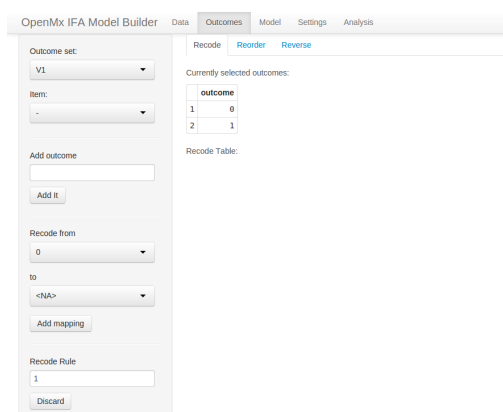 OpenMx IFA Model Builder Data Outcomes Model Settings Analysis
Outcome set:
V1
Item:
-
Add outcome
Add It
Recode from
0
to
<NA>
Add mapping
Recode Rule
1
Discard
Recode Reorder Reverse
Currently selected outcomes:
outcome
1 0
2 1
Recode Table: